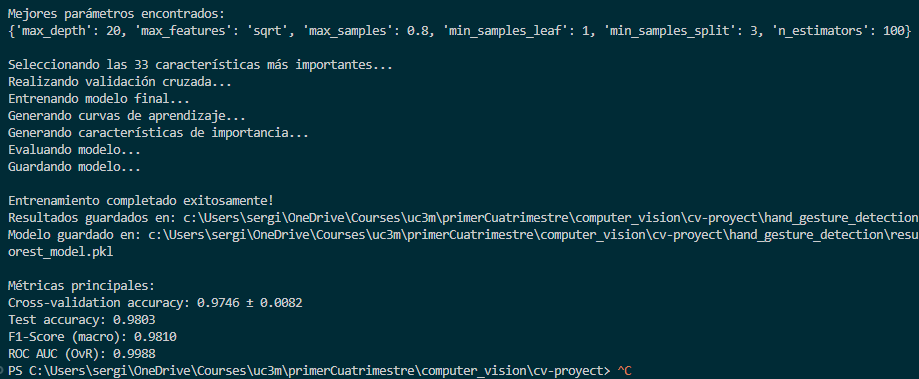 Mejores parámetros encontrados:
{'max_depth': 20, 'max_features': 'sqrt', 'max_samples': 0.8, 'min_samples_leaf': 1, 'min_samples_split': 3, 'n_estimators': 100}
Seleccionando las 33 características más importantes...
Realizando validación cruzada...
Entrenando modelo final...
Generando curvas de aprendizaje...
Generando características de importancia...
Evaluando modelo...
Guardando modelo...
Entrenamiento completado exitosamente!
Resultados guardados en: c:\Users\sergi\OneDrive\Courses\uc3m\primerCuatrimestre\computer_vision\cv-proyect\hand_gesture_detection
Modelo guardado en: c:\Users\sergi\OneDrive\Courses\uc3m\primerCuatrimestre\computer_vision\cv-proyect\hand_gesture_detection\resu
orest_model.pkl
Métricas principales:
Cross-validation accuracy: 0.9746 ± 0.0082
Test accuracy: 0.9803
F1-Score (macro): 0.9810
ROC AUC (OvR): 0.9988
PS C:\Users\sergi\OneDrive\Courses\uc3m\primerCuatrimestre\computer_vision\cv-proyect> ^C